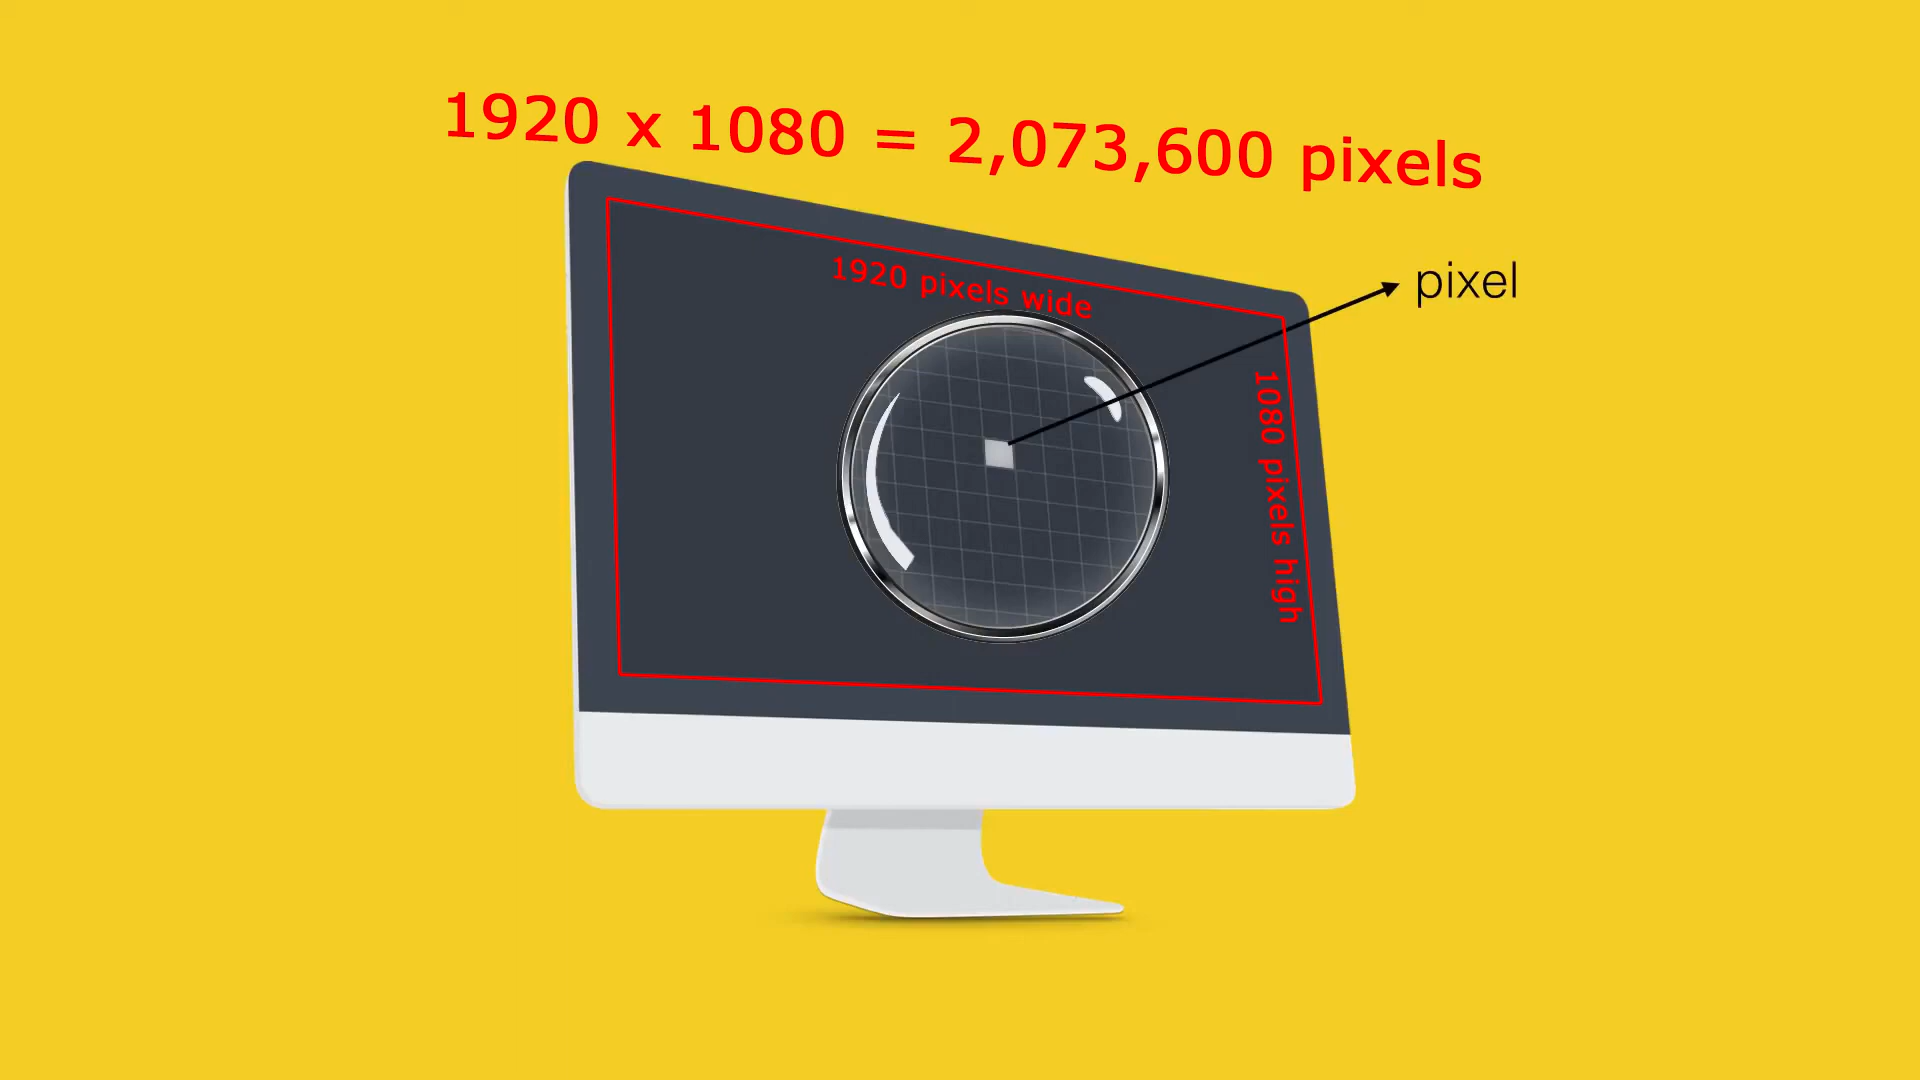 1920 x 1080 = 2,073,600 pixels
1920 pixels wide
pixel
1080 pixels high